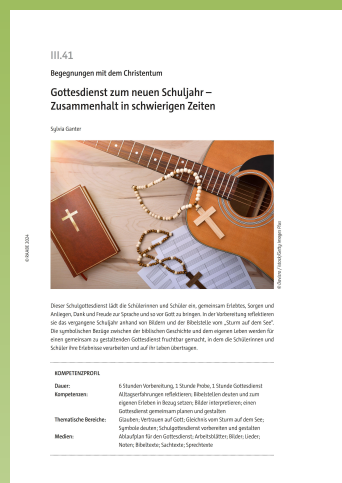 III.41
Begegnungen mit dem Christentum
Gottesdienst zum neuen Schuljahr –
Zusammenhalt in schwierigen Zeiten
Sylvia Ganter
© RAABE 2024
Dieser Schulgottesdienst lädt die Schülerinnen und Schüler ein, gemeinsam Erlebtes, Sorgen und
Anliegen, Dank und Freude zur Sprache und so vor Gott zu bringen. In der Vorbereitung reflektieren
sie das vergangene Schuljahr anhand von Bildern und der Bibelstelle vom „Sturm auf dem See“.
Die symbolischen Bezüge zwischen der biblischen Geschichte und dem eigenen Leben werden für
einen gemeinsam zu gestaltenden Gottesdienst fruchtbar gemacht, in dem die Schülerinnen und
Schüler ihre Erlebnisse verarbeiten und auf ihr Leben übertragen.
KOMPETENZPROFIL
Dauer: 6 Stunden Vorbereitung, 1 Stunde Probe, 1 Stunde Gottesdienst
Kompetenzen: Alltagserfahrungen reflektieren; Bibelstellen deuten und zum
eigenen Erleben in Bezug setzen; Bilder interpretieren; einen
Gottesdienst gemeinsam planen und gestalten
Thematische Bereiche: Glauben; Vertrauen auf Gott; Gleichnis vom Sturm auf dem See;
Symbole deuten; Schulgottesdienst vorbereiten und gestalten
Medien: Ablaufplan für den Gottesdienst; Arbeitsblätter; Bilder; Lieder;
Noten; Bibeltexte; Sachtexte; Sprechtexte